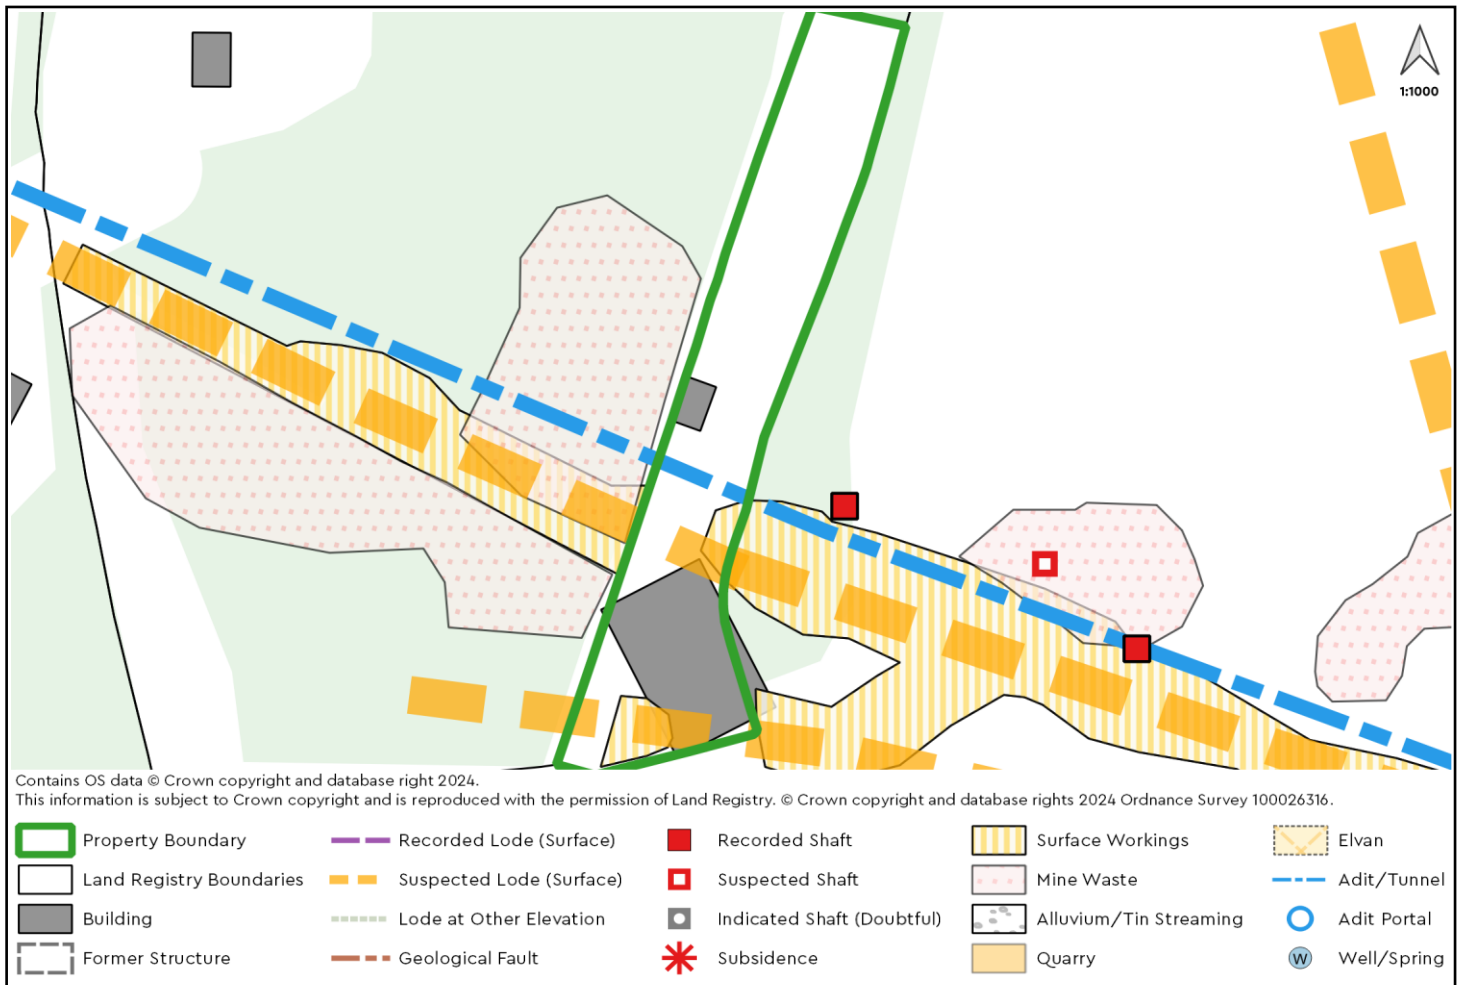 1:1000
Contains OS data © Crown copyright and database right 2024.
This information is subject to Crown copyright and is reproduced with the permission of Land Registry. © Crown copyright and database rights 2024 Ordnance Survey 100026316.
Property Boundary
Recorded Lode (Surface)
Recorded Shaft
Surface Workings
Elvan
Land Registry Boundaries
Suspected Lode (Surface)
Suspected Shaft
Mine Waste
Adit/Tunnel
Building
Lode at Other Elevation
Indicated Shaft (Doubtful)
Alluvium/Tin Streaming
Adit Portal
Former Structure
Geological Fault
Subsidence
Quarry
W
Well/Spring